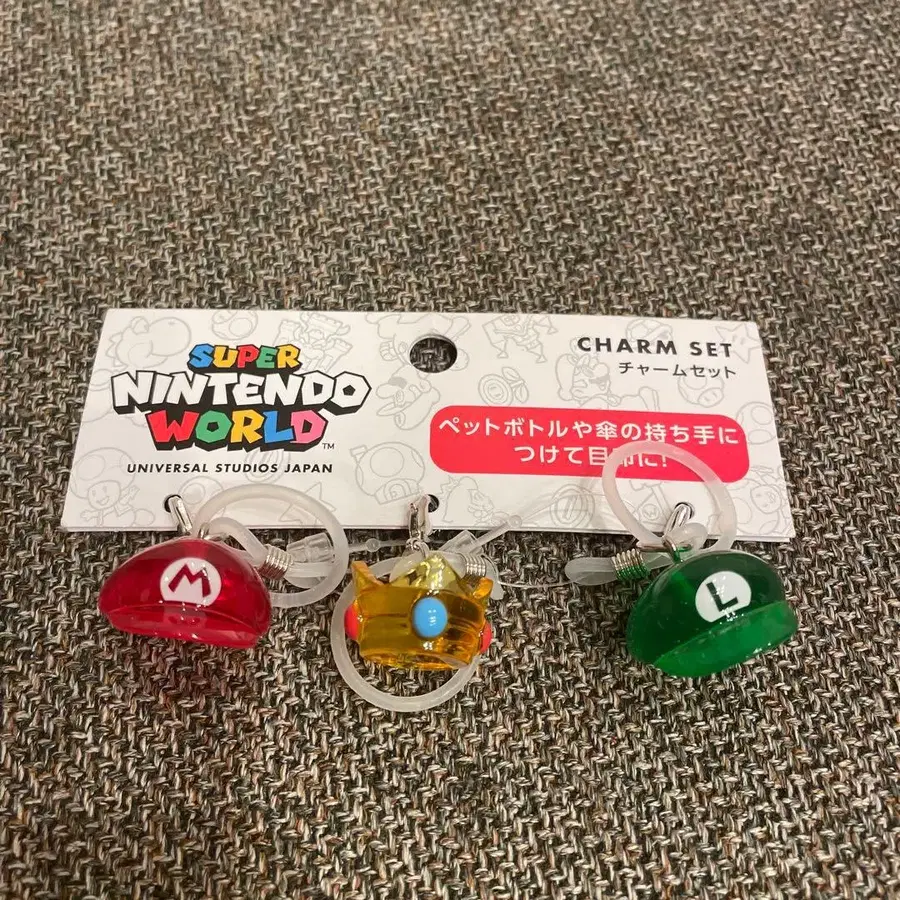 SUPER
NINTENDO
WORLD™
UNIVERSAL STUDIOS JAPAN
CHARM SET
チャームセット
ペットボトルや傘の持ち手に
つけて目印に!
M
L